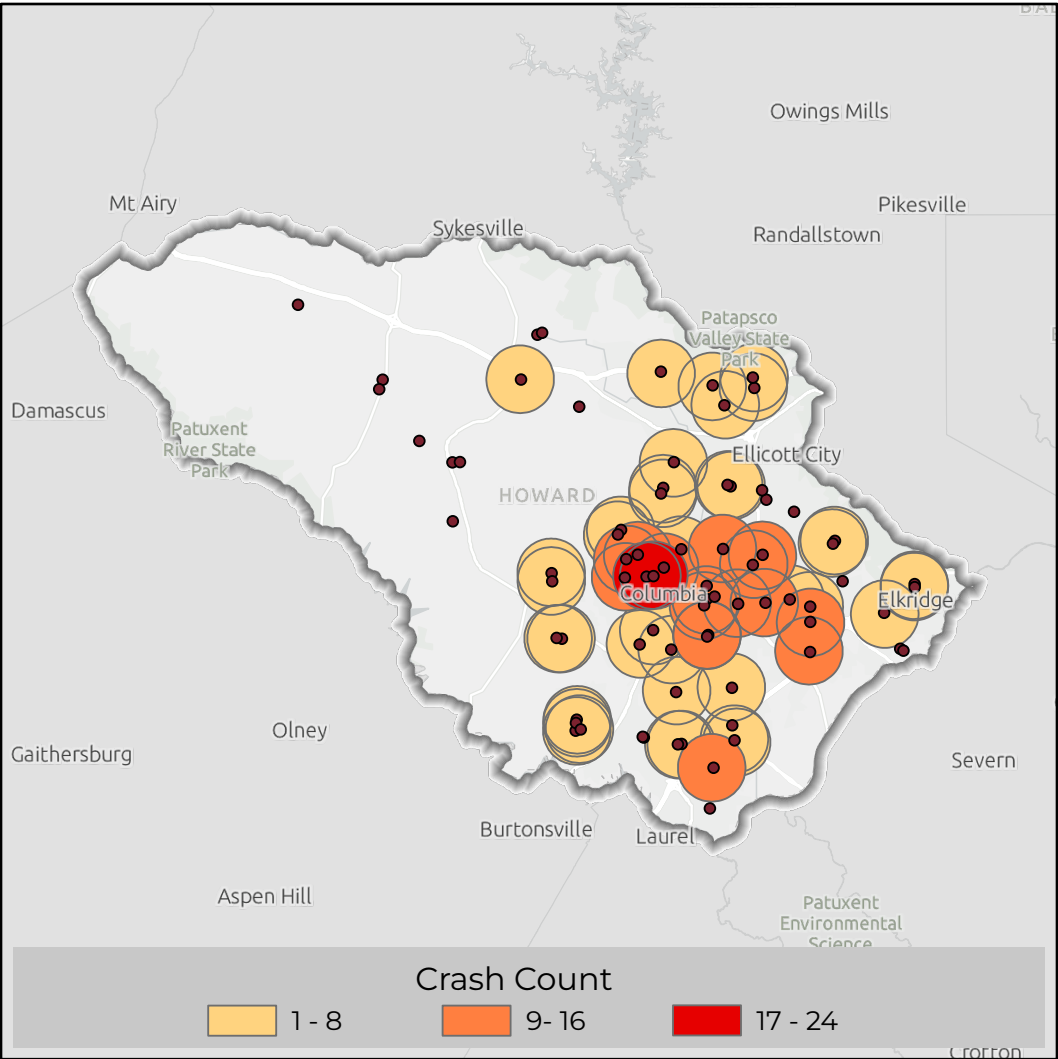 Owings Mills
Mt Airy
Pikesville
Sykesville
Randallstown
Patapsco
Valley State
Park
Damascus
Patuxent
River State
Park
Ellicott City
HOWARD
Columbia
Elkridge
Olney
Gaithersburg
Severn
Burtonsville
Laurel
Aspen Hill
Patuxent
Environmental
Science
Crash Count
1 - 8
9- 16
17 - 24
Crofton